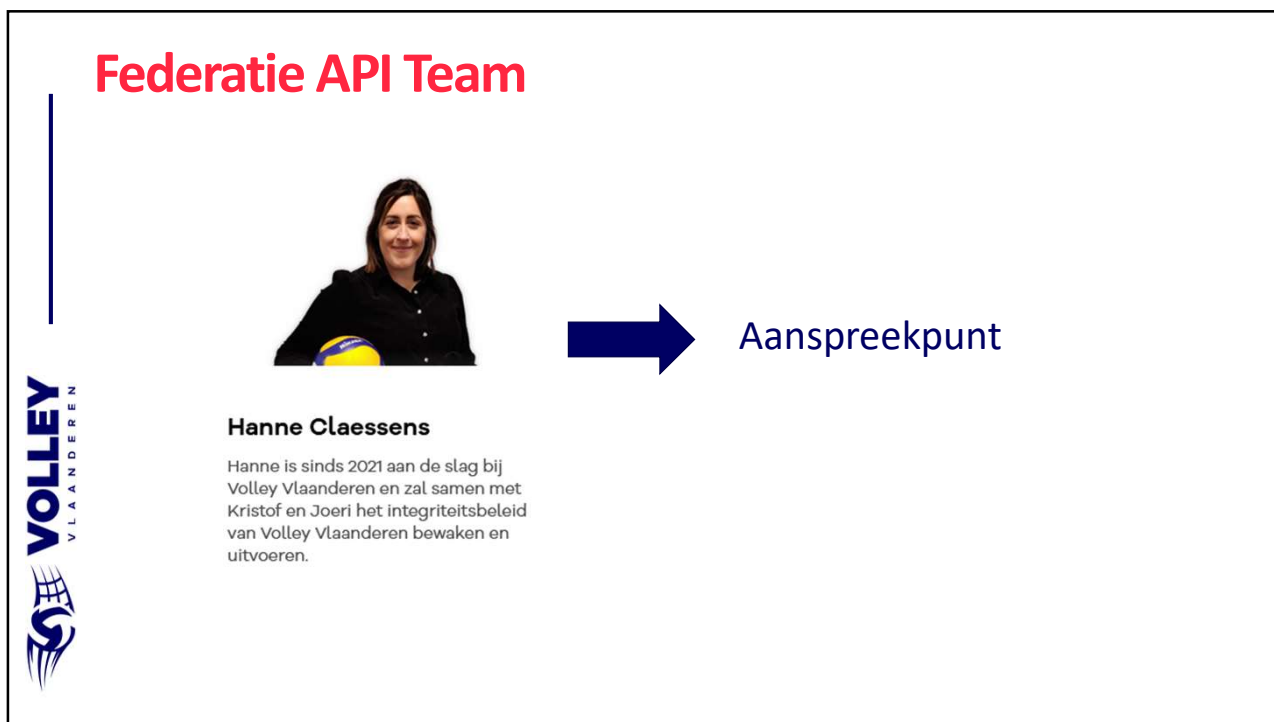 Federatie API Team
Aanspreekpunt
Hanne Claessens
Hanne is sinds 2021 aan de slag bij
Volley Vlaanderen en zal samen met
Kristof en Joeri het integriteitsbeleid
van Volley Vlaanderen bewaken en
uitvoeren.
VOLLEY
VLAANDEREN
MIKASA